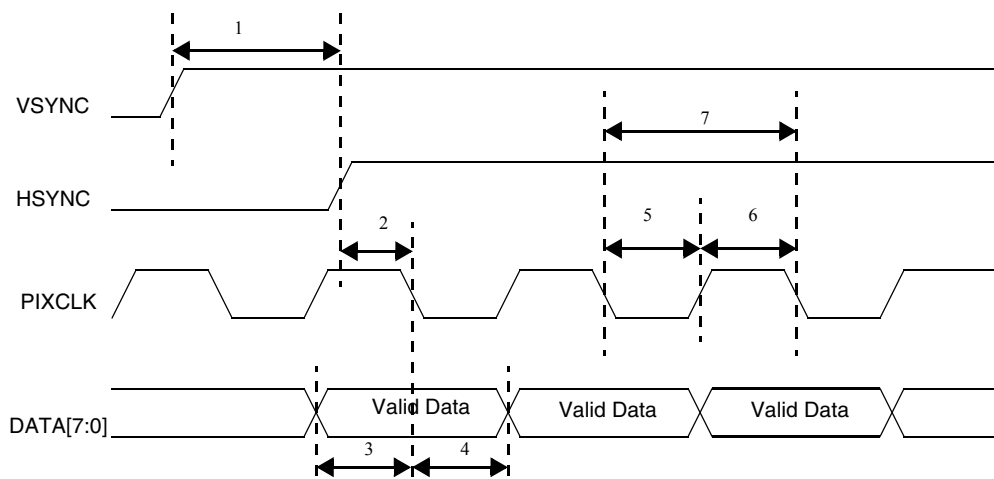 1
VSYNC
7
HSYNC
2
5
6
PIXCLK
Valid Data
Valid Data
Valid Data
DATA[7:0]
3
4